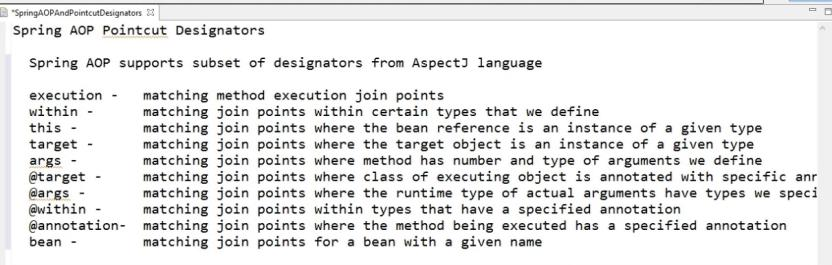 *SpringAOPAndPointcutDesignators
Spring AOP Pointcut Designators
Spring AOP supports subset of designators from AspectJ language
execution - matching method execution join points
within - matching join points within certain types that we define
this - matching join points where the bean reference is an instance of a given type
target - matching join points where the target object is an instance of a given type
args - matching join points where method has number and type of arguments we define
@target - matching join points where class of executing object is annotated with specific
@args - matching join points where the runtime type of actual arguments have types we
@within - matching join points within types that have a specified annotation
@annotation- matching join points where the method being executed has a specified annotation
bean - matching join points for a bean with a given name